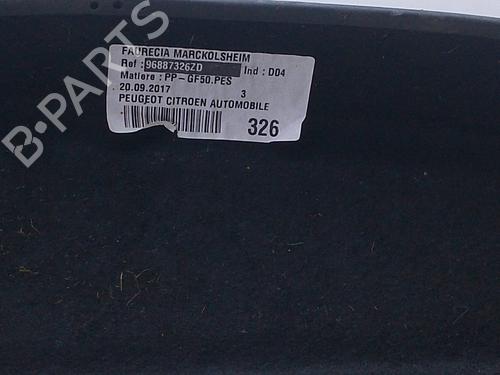 B-PARTS
FAURECIA MARCKOLSHEIM
Ref : 96887326ZD Ind : D04
Matiere : PP-GF50.PES
20.09.2017 3
PEUGEOT CITROEN AUTOMOBILE
326